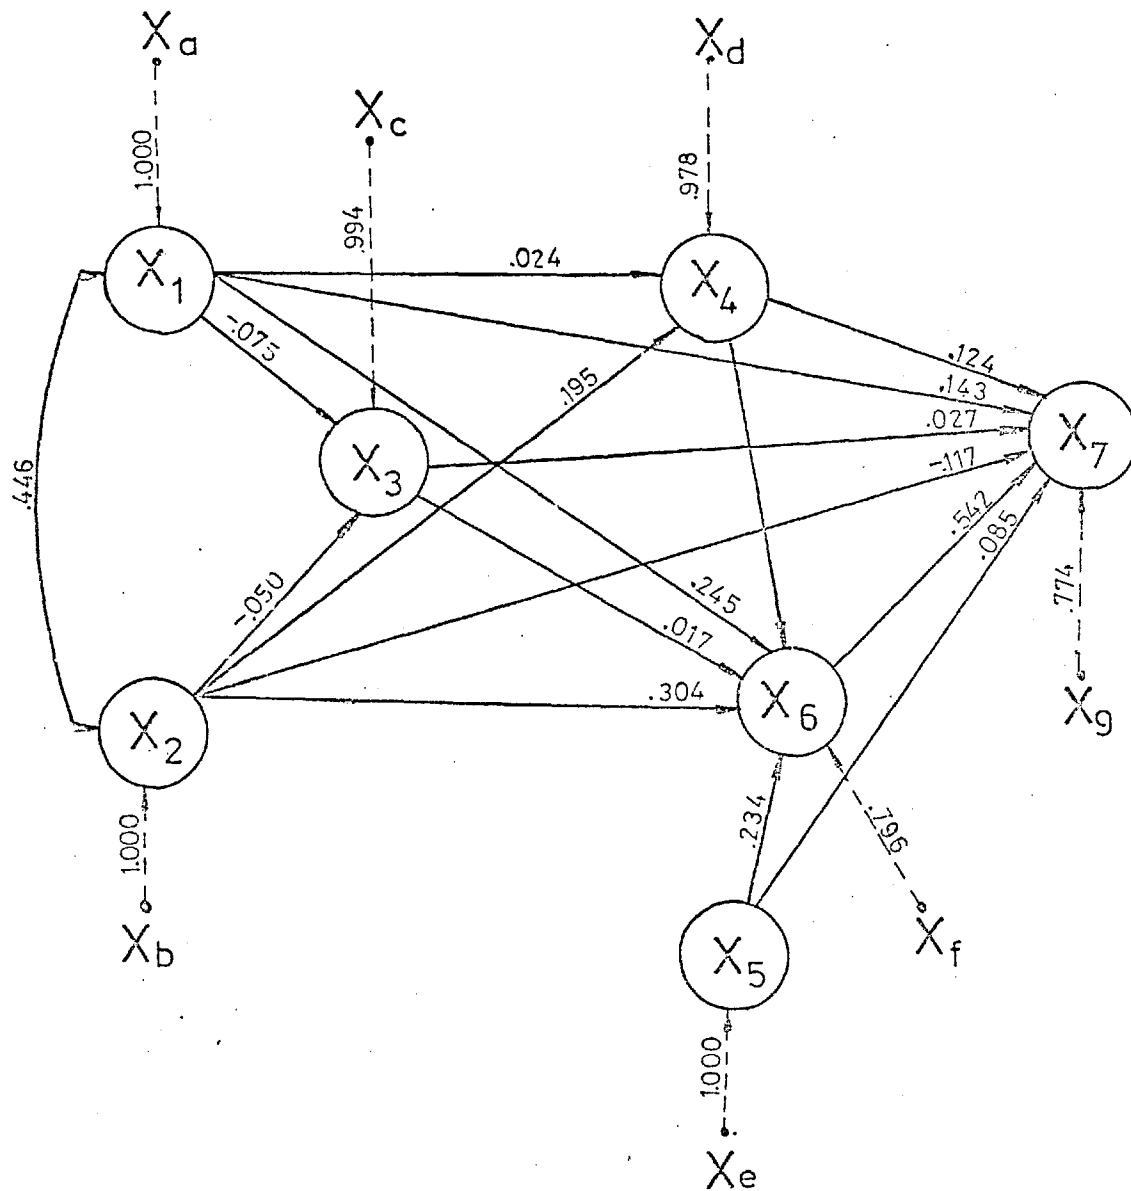 Xa
Xd
Xc
1.000
.994
.978
X1
.024
X4
-.075
.195
.124
.143
.027
X7
X3
-.117
.446
.542
.085
-.050
.245
.017
.774
.304
X6
X2
Xg
1.000
.234
.796
Xb
Xf
X5
1.000
Xe